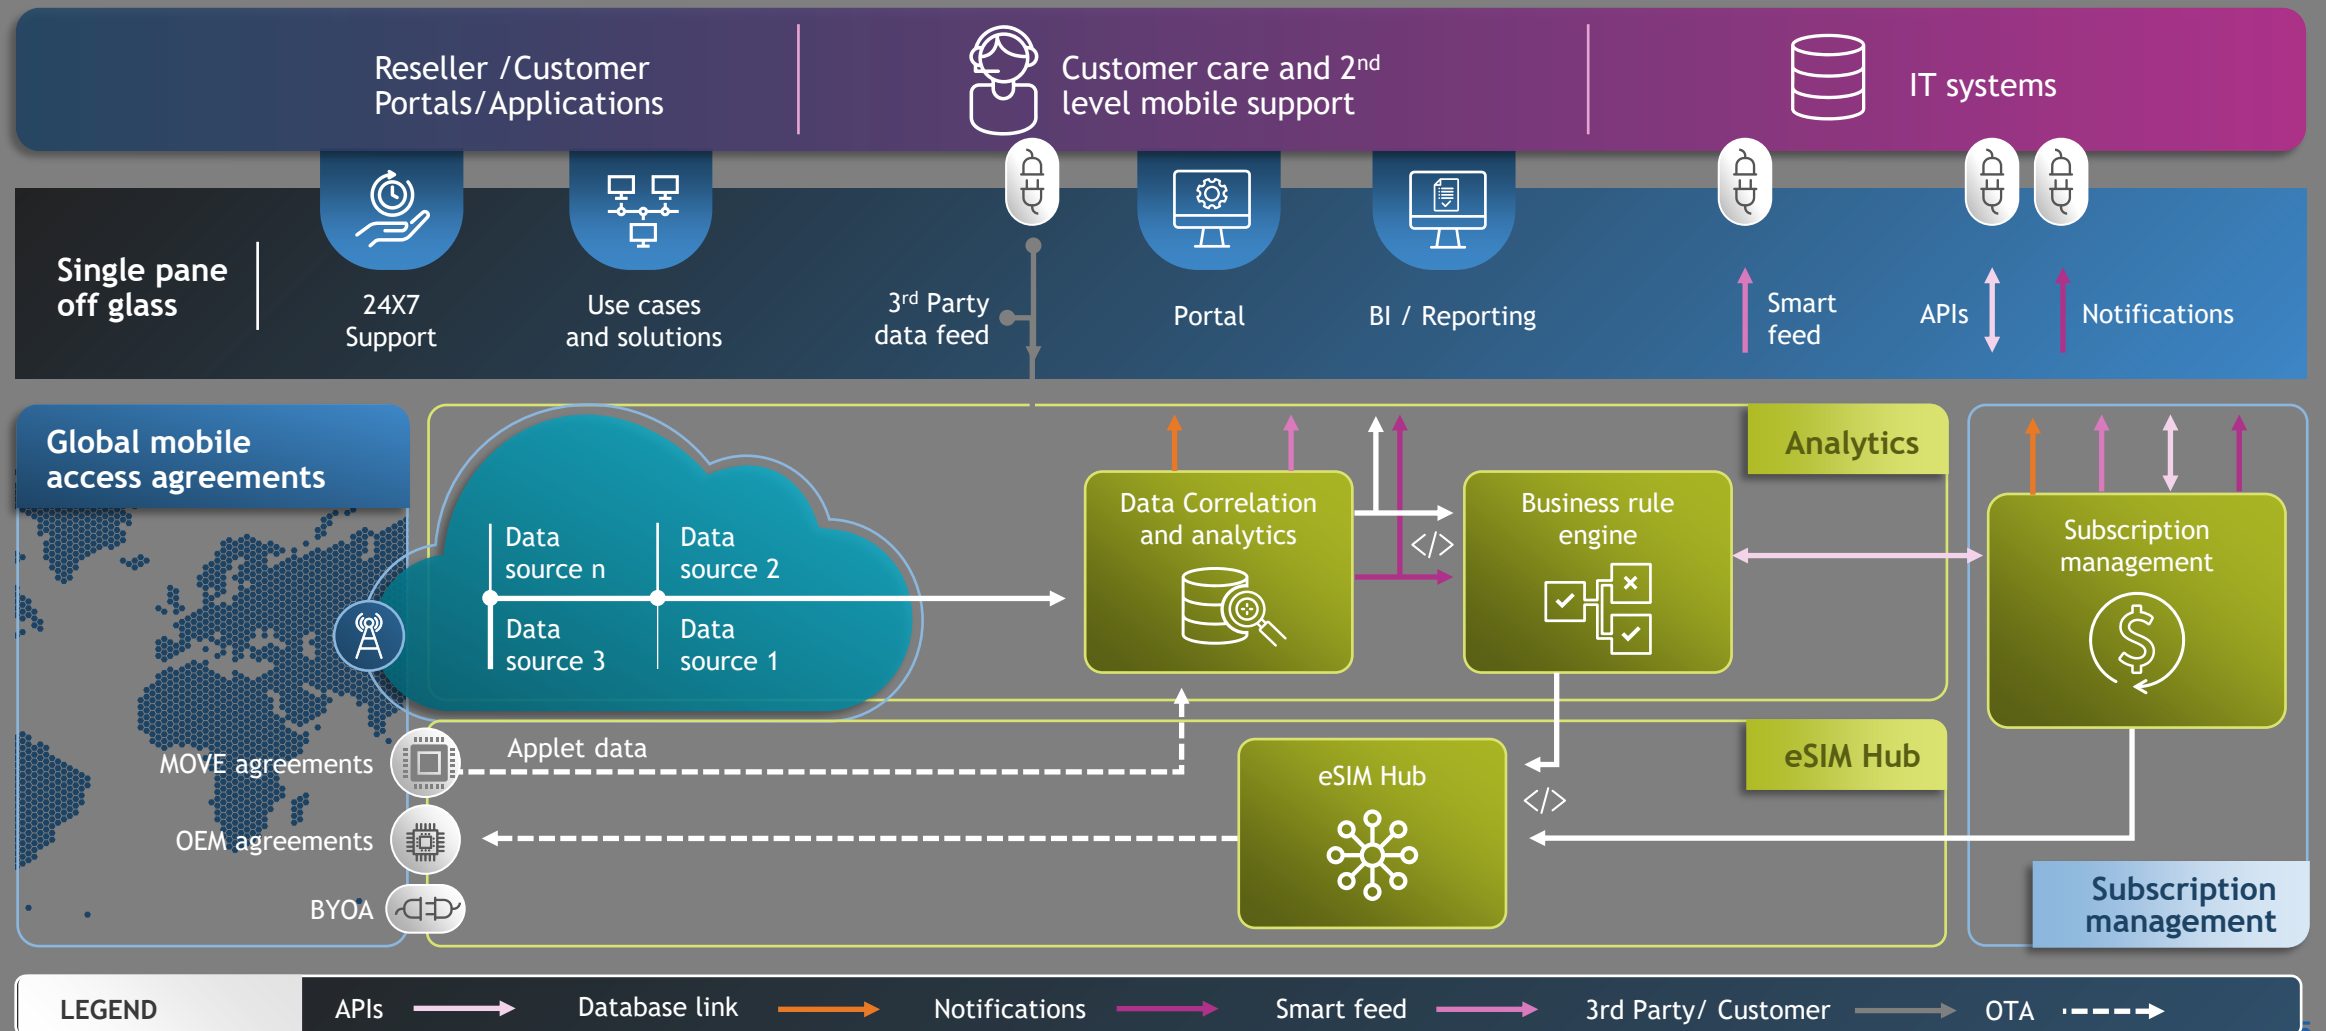 Reseller /Customer
Portals/Applications
Customer care and 2nd
level mobile support
IT systems
Single pane
off glass
24X7
Support
Use cases
and solutions
3rd Party
data feed
Portal
BI / Reporting
Smart
feed
APIs
Notifications
Global mobile
access agreements
Analytics
Data
source n
Data
source 2
Data
source 3
Data
source 1
Data Correlation
and analytics
</>
Business rule
engine
Subscription
management
MOVE agreements
Applet data
OEM agreements
BYOA
eSIM Hub
</>
eSIM Hub
Subscription
management
LEGEND
APIs
Database link
Notifications
Smart feed
3rd Party/ Customer
OTA